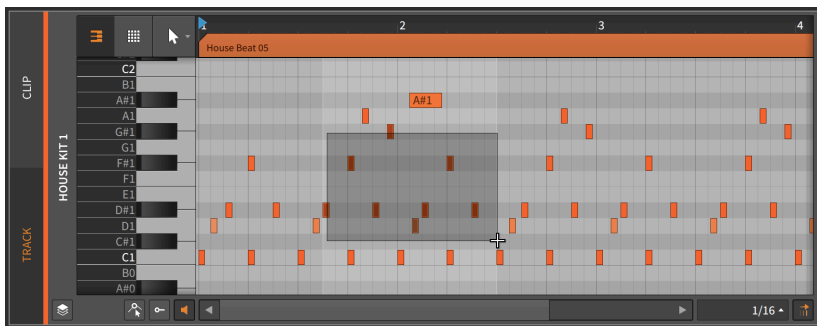 1 2 3 4
House Beat 05
CLIP
TRACK
HOUSE KIT 1
C2
B1
A#1
A#1
A1
G#1
G1
F#1
F1
E1
D#1
D1
C#1
C1
B0
A#0
1/16